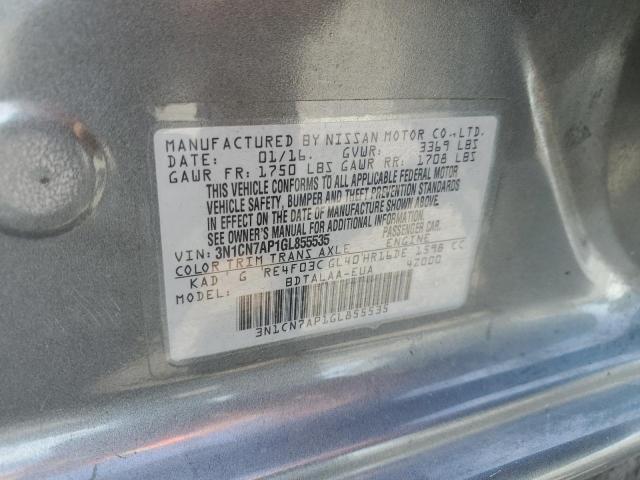 MANUFACTURED BY NISSAN MOTOR CO.,LTD.
DATE: 01/16. GVWR: 3369 LBS
GAWR FR: 1750 LBS GAWR RR: 1708 LBS
THIS VEHICLE CONFORMS TO ALL APPLICABLE FEDERAL MOTOR
VEHICLE SAFETY, BUMPER AND THEFT PREVENTION STANDARDS
IN EFFECT ON THE DATE OF MANUFACTURE SHOWN ABOVE.
SEE OWNER'S MANUAL FOR ADDITIONAL INFORMATION.
VIN: 3N1CN7AP1GL855535 PASSENGER CAR.
COLOR TRIM TRANS AXLE ENGINE
KAD G RE4F03C GL40 HR16DE 1598 CC
MODEL: BDTALAA-EUA 42000
3N1CN7AP1GL855535